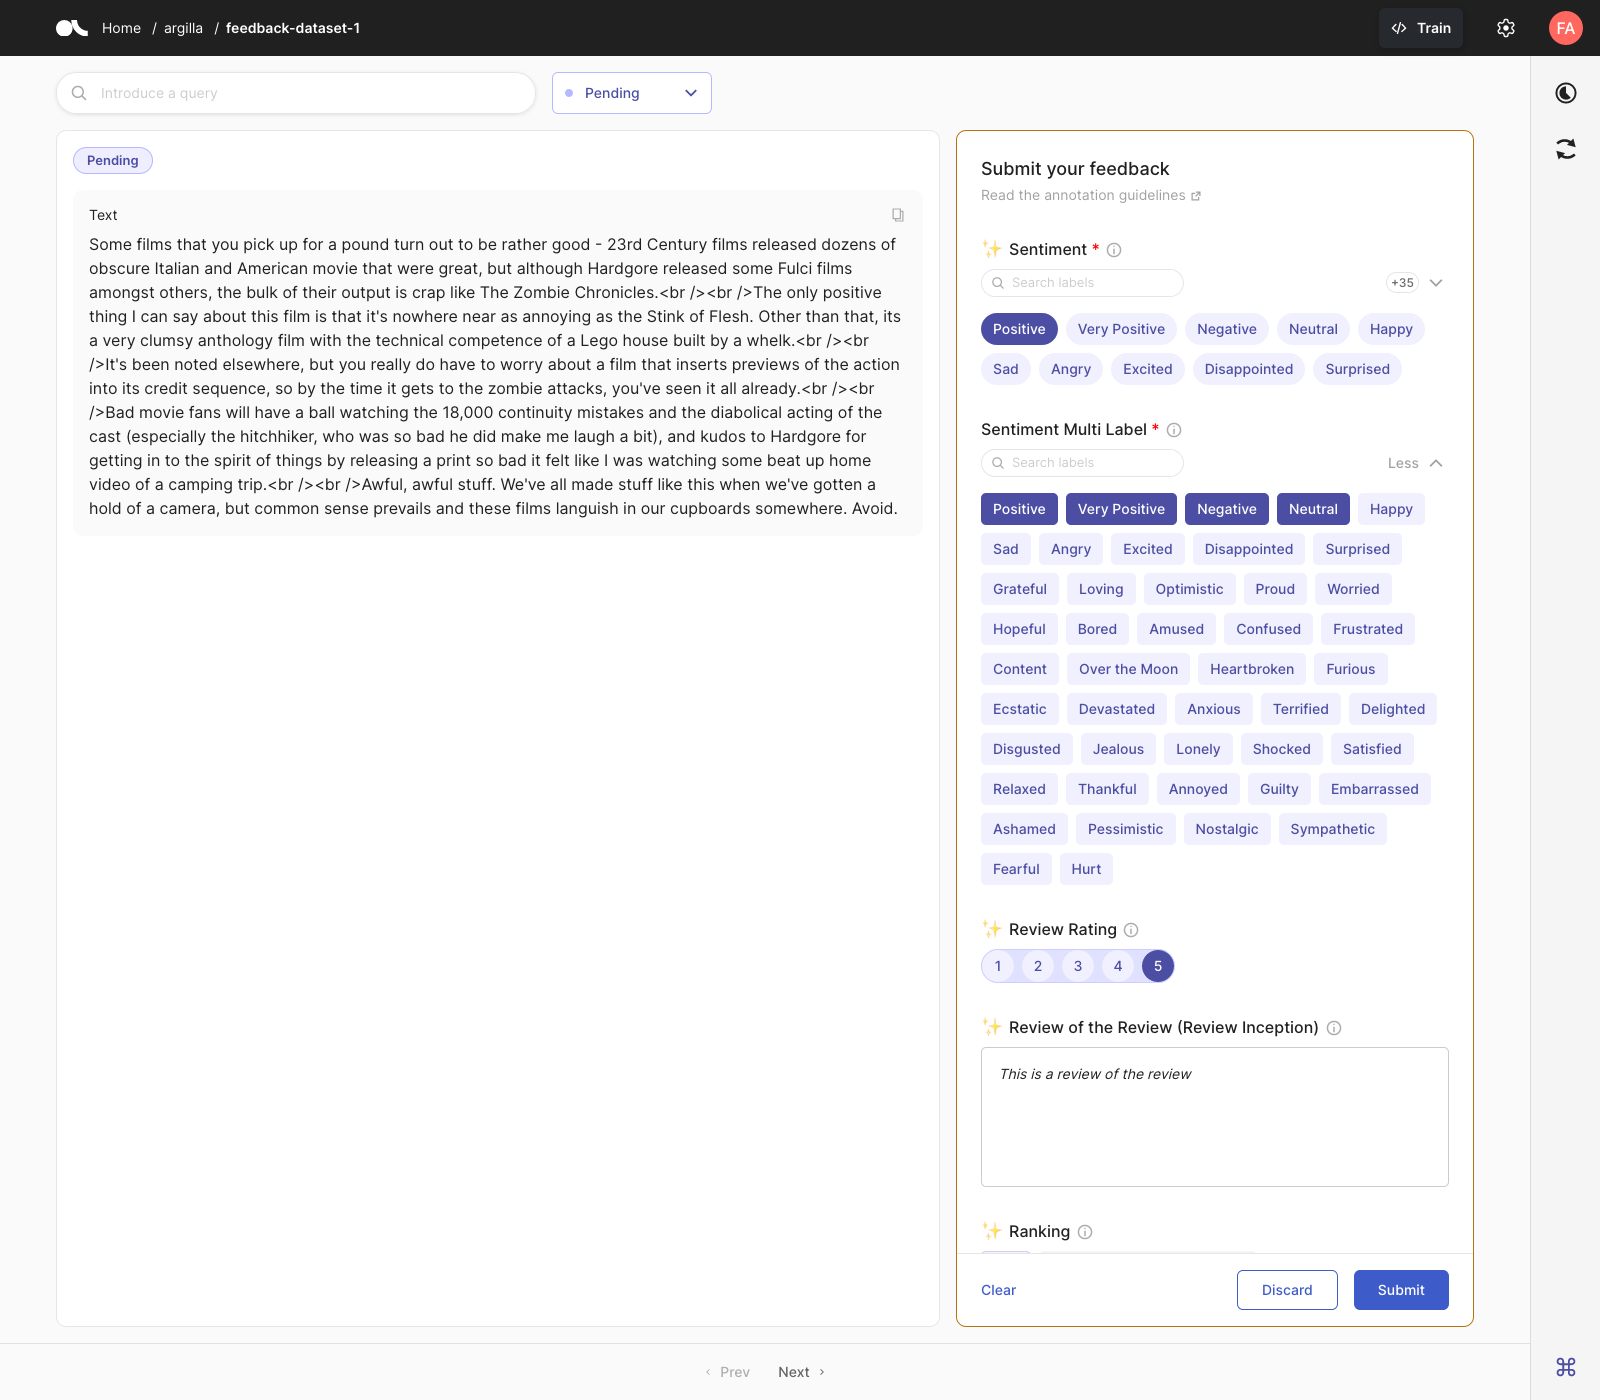 Home / argilla / feedback-dataset-1
Train
FA
Introduce a query
Pending
Pending
Text
Some films that you pick up for a pound turn out to be rather good - 23rd Century films released dozens of
obscure Italian and American movie that were great, but although Hardgore released some Fulci films
amongst others, the bulk of their output is crap like The Zombie Chronicles.<br /><br />The only positive
thing I can say about this film is that it's nowhere near as annoying as the Stink of Flesh. Other than that, its
a very clumsy anthology film with the technical competence of a Lego house built by a whelk.<br /><br
/>It's been noted elsewhere, but you really do have to worry about a film that inserts previews of the action
into its credit sequence, so by the time it gets to the zombie attacks, you've seen it all already.<br /><br
/>Bad movie fans will have a ball watching the 18,000 continuity mistakes and the diabolical acting of the
cast (especially the hitchhiker, who was so bad he did make me laugh a bit), and kudos to Hardgore for
getting in to the spirit of things by releasing a print so bad it felt like I was watching some beat up home
video of a camping trip.<br /><br />Awful, awful stuff. We've all made stuff like this when we've gotten a
hold of a camera, but common sense prevails and these films languish in our cupboards somewhere. Avoid.
Submit your feedback
Read the annotation guidelines
✨ Sentiment *
Search labels
+35
Positive Very Positive Negative Neutral Happy
Sad Angry Excited Disappointed Surprised
Sentiment Multi Label *
Search labels
Less
Positive Very Positive Negative Neutral Happy
Sad Angry Excited Disappointed Surprised
Grateful Loving Optimistic Proud Worried
Hopeful Bored Amused Confused Frustrated
Content Over the Moon Heartbroken Furious
Ecstatic Devastated Anxious Terrified Delighted
Disgusted Jealous Lonely Shocked Satisfied
Relaxed Thankful Annoyed Guilty Embarrassed
Ashamed Pessimistic Nostalgic Sympathetic
Fearful Hurt
✨ Review Rating
1 2 3 4 5
✨ Review of the Review (Review Inception)
This is a review of the review
✨ Ranking
Clear Discard Submit
‹ Prev Next ›